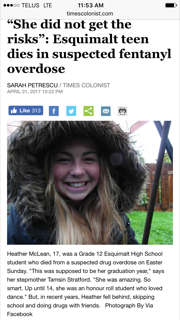 TELUS LTE 11:53 AM
timescolonist.com
“She did not get the
risks”: Esquimalt teen
dies in suspected fentanyl
overdose
SARAH PETRESCU / TIMES COLONIST
APRIL 21, 2017 10:22 PM
Like 313
Heather McLean, 17, was a Grade 12 Esquimalt High School
student who died from a suspected drug overdose on Easter
Sunday. "This was supposed to be her graduation year," says
her stepmother Tamsin Stratford. "She was amazing. So
smart. Up until 14, she was an honour roll student who loved
dance." But, in recent years, Heather fell behind, skipping
school and doing drugs with friends. Photograph By Via
Facebook